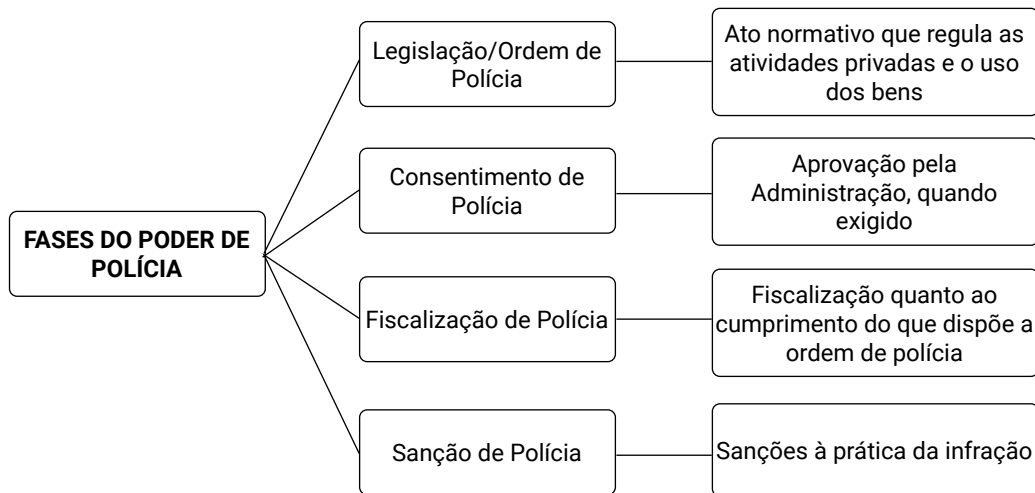 FASES DO PODER DE
POLÍCIA
Legislação/Ordem de
Polícia
Ato normativo que regula as
atividades privadas e o uso
dos bens
Consentimento de
Polícia
Aprovação pela
Administração, quando
exigido
Fiscalização de Polícia
Fiscalização quanto ao
cumprimento do que dispõe a
ordem de polícia
Sanção de Polícia
Sanções à prática da infração